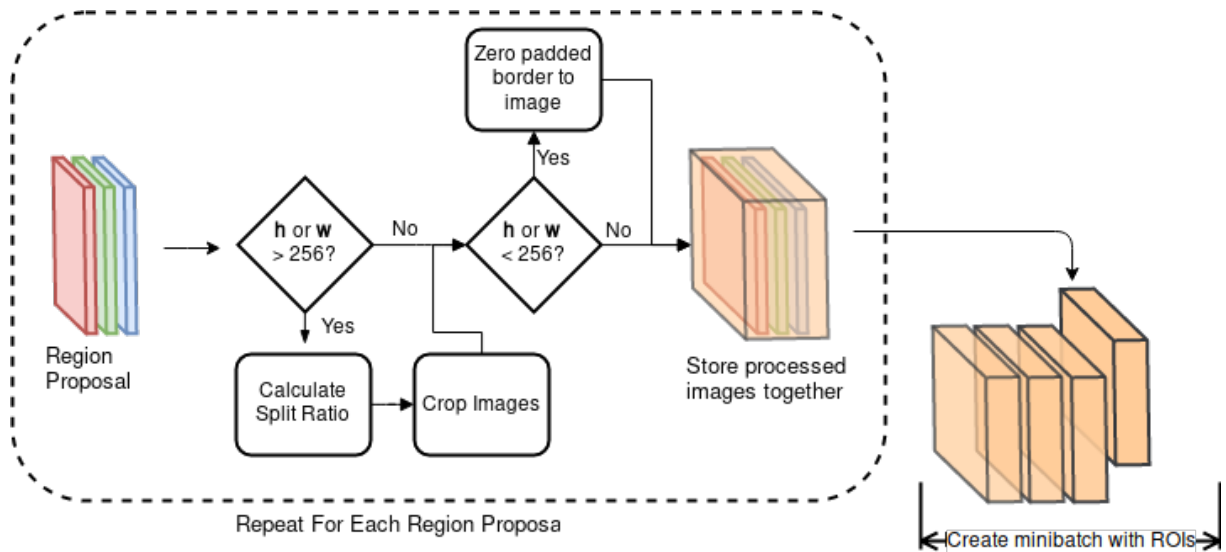 Zero padded
border to
image
Yes
h or w
> 256?
No
h or w
< 256?
No
Yes
Region
Proposal
Calculate
Split Ratio
Crop Images
Store processed
images together
Repeat For Each Region Proposa
Create minibatch with ROIs